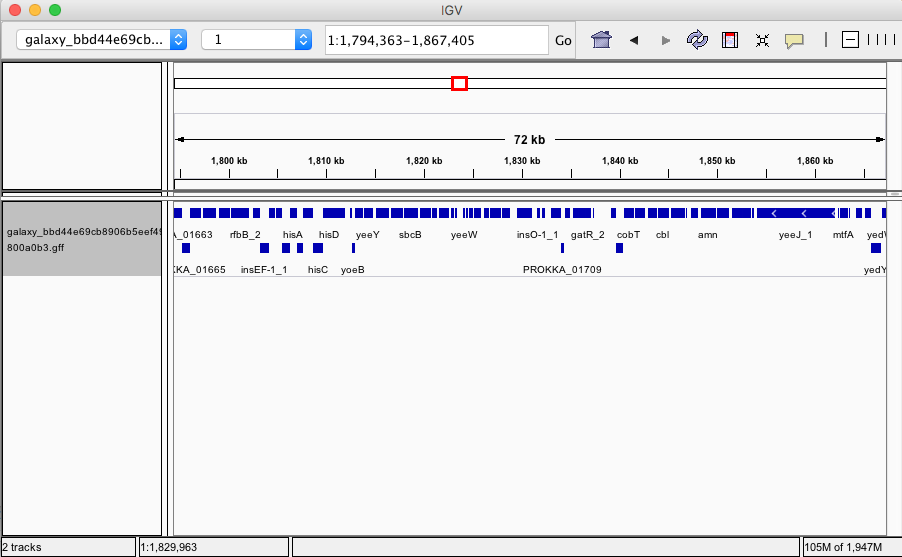 IGV
galaxy_bbd44e69cb... 1 1:1,794,363-1,867,405 Go
72 kb
1,800 kb 1,810 kb 1,820 kb 1,830 kb 1,840 kb 1,850 kb 1,860 kb
galaxy_bbd44e69cb8906b5eef49
800a0b3.gff
A_01663 rfbB_2 hisA hisD yeeY sbcB yeeW insO-1_1 gatR_2 cobT cbl amn yeeJ_1 mtfA yedW
KKA_01665 insEF-1_1 hisC yoeB PROKKA_01709 yedY
2 tracks 1:1,829,963 105M of 1,947M